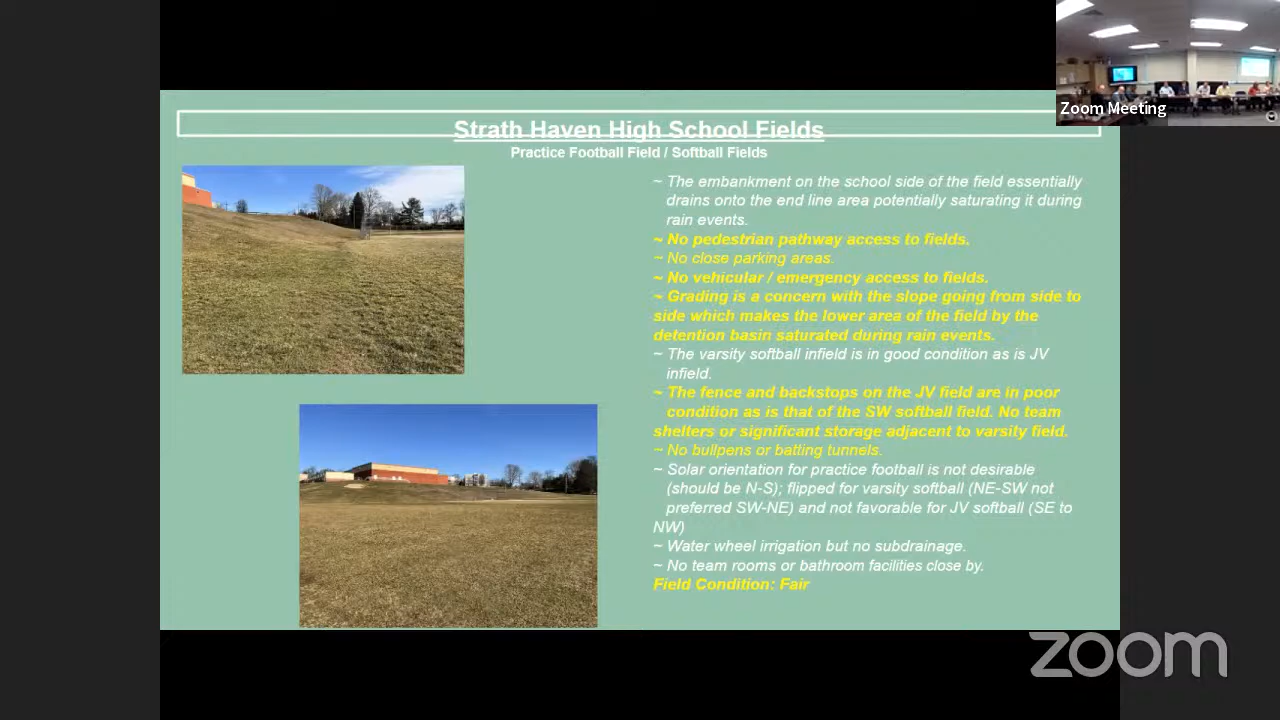 Zoom Meeting
Strath Haven High School Fields
Practice Football Field / Softball Fields
~ The embankment on the school side of the field essentially
drains onto the end line area potentially saturating it during
rain events.
~ No pedestrian pathway access to fields.
~ No close parking areas.
~ No vehicular / emergency access to fields.
~ Grading is a concern with the slope going from side to
side which makes the lower area of the field by the
detention basin saturated during rain events.
~ The varsity softball infield is in good condition as is JV
infield.
~ The fence and backstops on the JV field are in poor
condition as is that of the SW softball field. No team
shelters or significant storage adjacent to varsity field.
~ No bullpens or batting tunnels.
~ Solar orientation for practice football is not desirable
(should be N-S); flipped for varsity softball (NE-SW not
preferred SW-NE) and not favorable for JV softball (SE to
NW)
~ Water wheel irrigation but no subdrainage.
~ No team rooms or bathroom facilities close by.
Field Condition: Fair
zoom